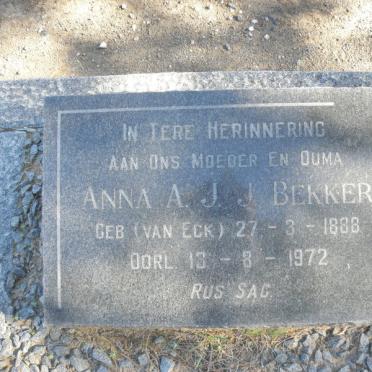 IN TERE HERINNERING
AAN ONS MOEDER EN OUMA
ANNA A. J. J. BEKKER
GEB (VAN ECK) 27 - 3 - 1888
OORL 13 - 8 - 1972
RUS SAG